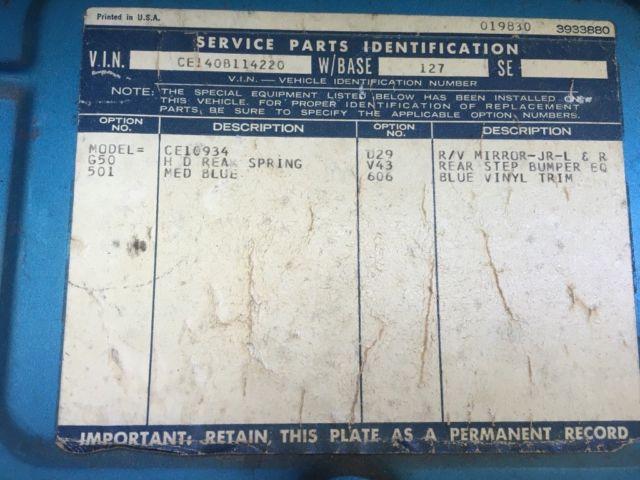 Printed in U.S.A. 019830 3933880
SERVICE PARTS IDENTIFICATION
V.I.N. CE140B114220 W/BASE 127 SE
V.I.N. — VEHICLE IDENTIFICATION NUMBER
NOTE: THE SPECIAL EQUIPMENT LISTED BELOW HAS BEEN INSTALLED ON
THIS VEHICLE. FOR PROPER IDENTIFICATION OF REPLACEMENT
PARTS, BE SURE TO SPECIFY THE APPLICABLE OPTION NUMBERS.
OPTION NO. DESCRIPTION OPTION NO. DESCRIPTION
MODEL= CE10934 U29 R/V MIRROR-JR-L & R
G50 H D REAR SPRING V43 REAR STEP BUMPER EQ
501 MED BLUE 606 BLUE VINYL TRIM
IMPORTANT: RETAIN THIS PLATE AS A PERMANENT RECORD